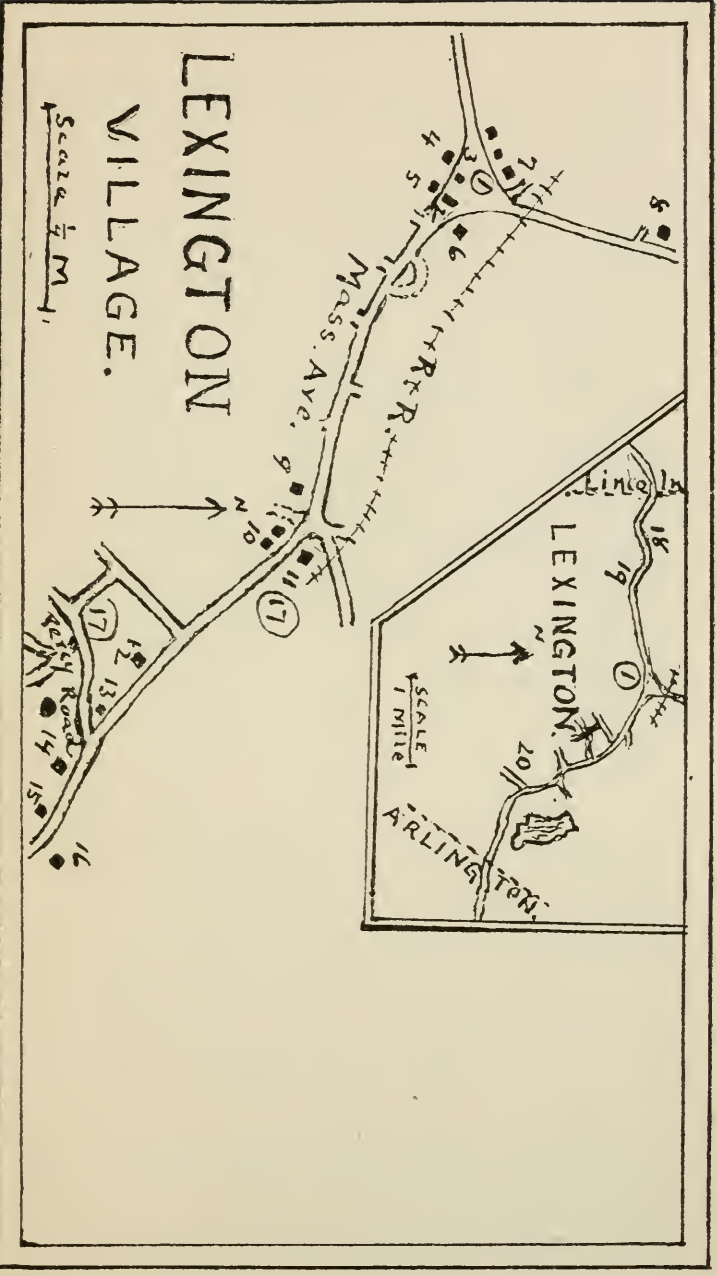 LEXINGTON
VILLAGE.
Scale ¼ M
N
Mass. Ave.
R. R.
1
2
3
4
5
6
7
8
9
10
11
17
12
13
17
Percy Road
14
15
16
LEXINGTON.
N
SCALE
1 Mile
Lincoln
18
19
1
20
ARLINGTON.